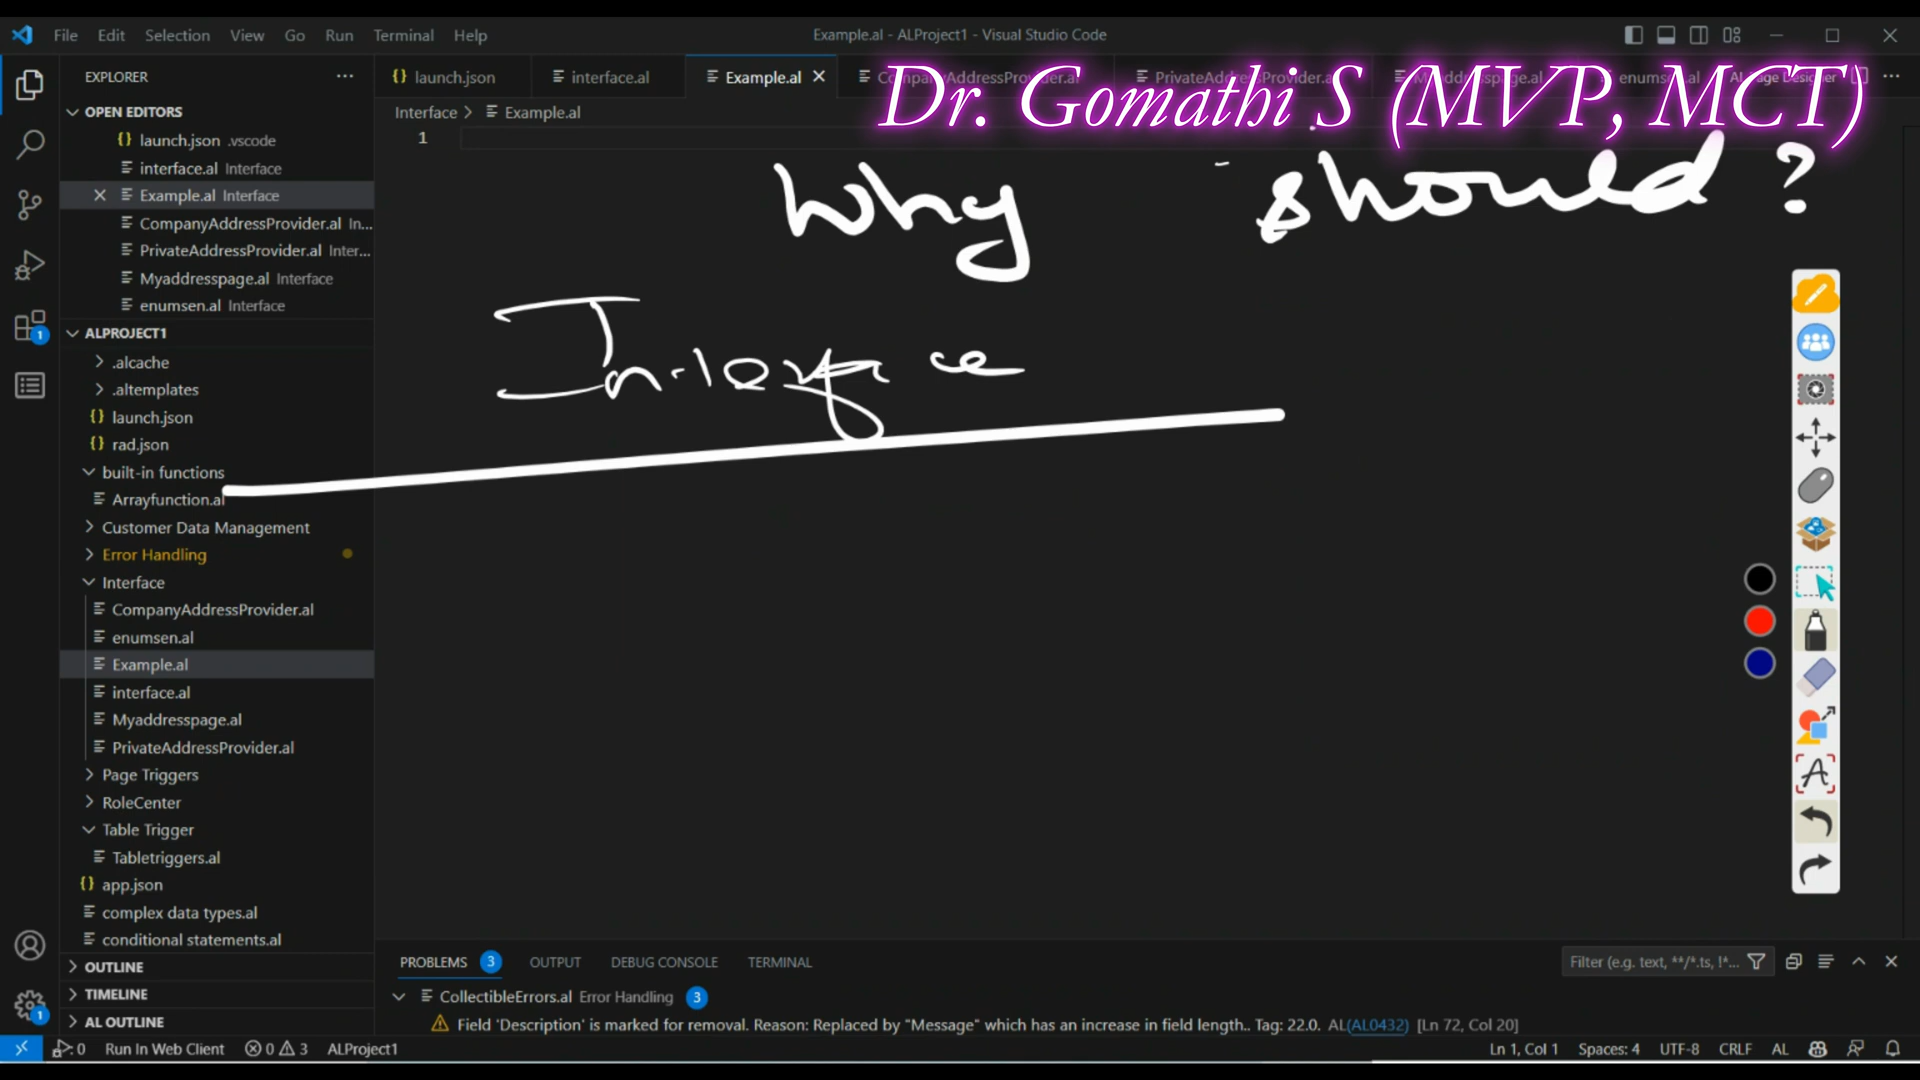 File Edit Selection View Go Run Terminal Help
Example.al - ALProject1 - Visual Studio Code
EXPLORER
launch.json interface.al Example.al
Dr. Gomathi S (MVP, MCT)
Interface > Example.al
1
Why should?
Interface
OPEN EDITORS
launch.json .vscode
interface.al Interface
Example.al Interface
CompanyAddressProvider.al In...
PrivateAddressProvider.al Inter...
Myaddresspage.al Interface
enumsen.al Interface
ALPROJECT1
.alcache
.altemplates
launch.json
rad.json
built-in functions
Arrayfunction.al
Customer Data Management
Error Handling
Interface
CompanyAddressProvider.al
enumsen.al
Example.al
interface.al
Myaddresspage.al
PrivateAddressProvider.al
Page Triggers
RoleCenter
Table Trigger
Tabletriggers.al
app.json
complex data types.al
conditional statements.al
OUTLINE
TIMELINE
AL OUTLINE
PROBLEMS 3 OUTPUT DEBUG CONSOLE TERMINAL
Filter (e.g. text, **/*.ts, !*...
CollectibleErrors.al Error Handling 3
Field 'Description' is marked for removal. Reason: Replaced by "Message" which has an increase in field length.. Tag: 22.0. AL(AL0432) [Ln 72, Col 20]
0 Run In Web Client 0 3 ALProject1
Ln 1, Col 1 Spaces: 4 UTF-8 CRLF AL